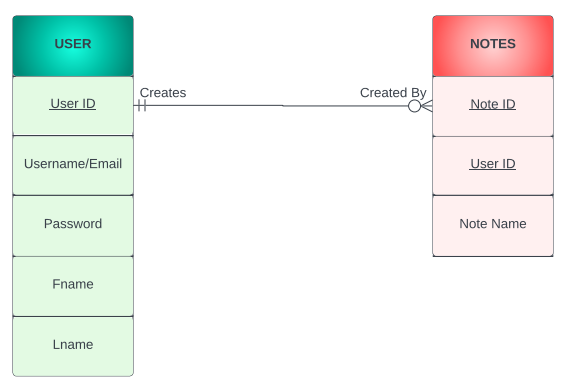 USER
User ID
Username/Email
Password
Fname
Lname
Creates
Created By
NOTES
Note ID
User ID
Note Name